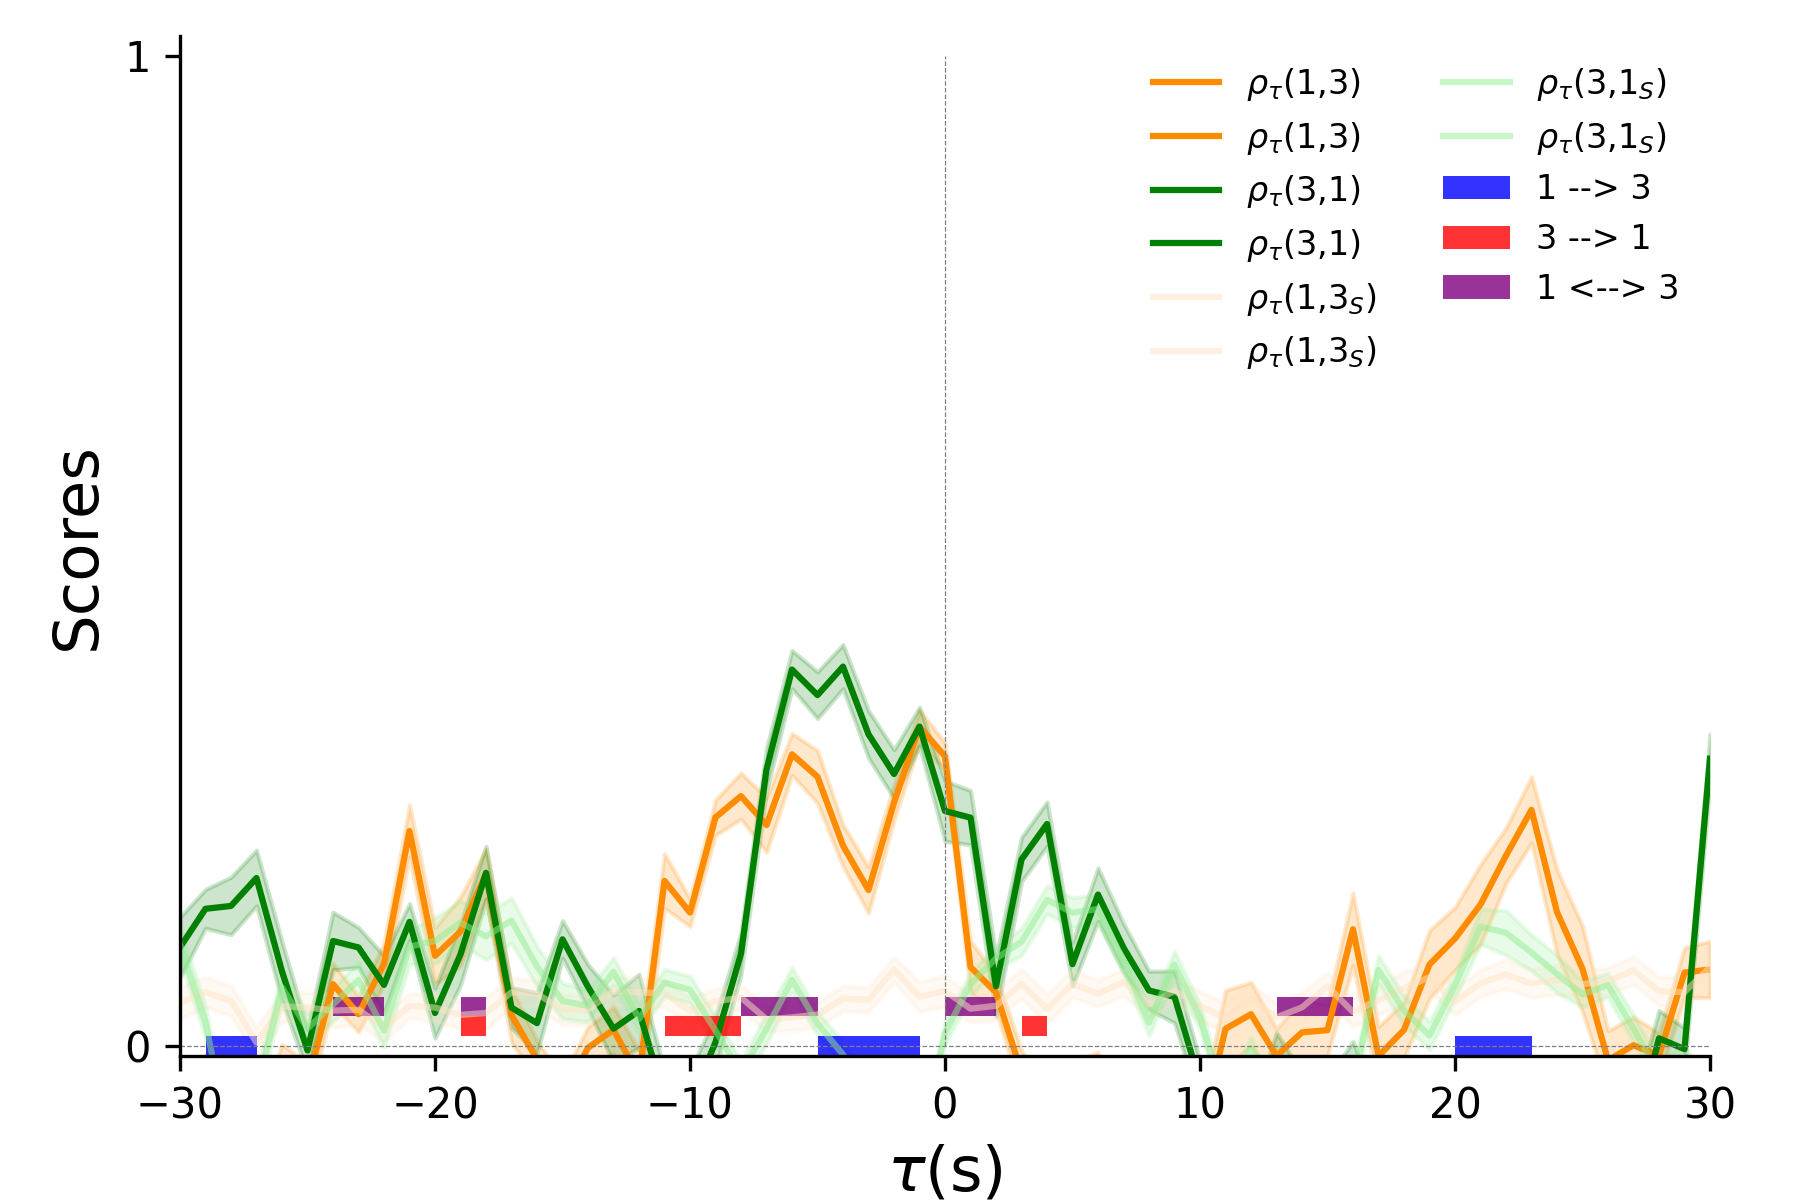 1
0
Scores
−30 −20 −10 0 10 20 30
τ(s)
ρτ(1,3)
ρτ(1,3)
ρτ(3,1)
ρτ(3,1)
ρτ(1,3S)
ρτ(1,3S)
ρτ(3,1S)
ρτ(3,1S)
1 --> 3
3 --> 1
1 <--> 3